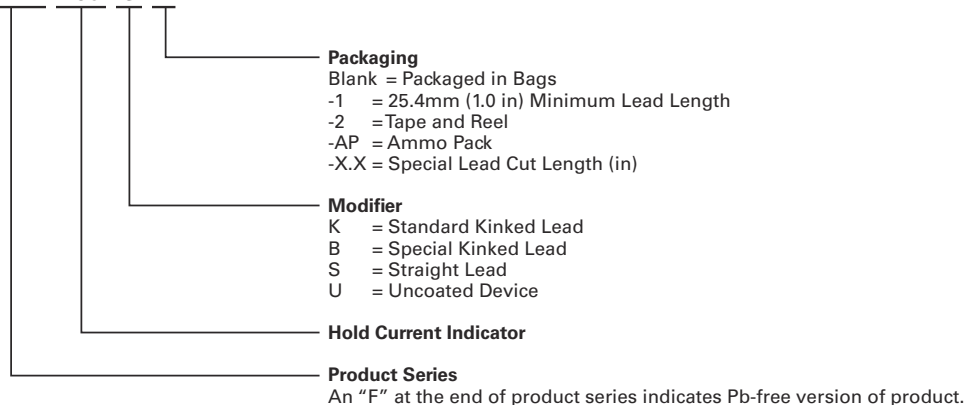 Packaging
Blank = Packaged in Bags
-1 = 25.4mm (1.0 in) Minimum Lead Length
-2 =Tape and Reel
-AP = Ammo Pack
-X.X = Special Lead Cut Length (in)
Modifier
K = Standard Kinked Lead
B = Special Kinked Lead
S = Straight Lead
U = Uncoated Device
Hold Current Indicator
Product Series
An “F” at the end of product series indicates Pb-free version of product.